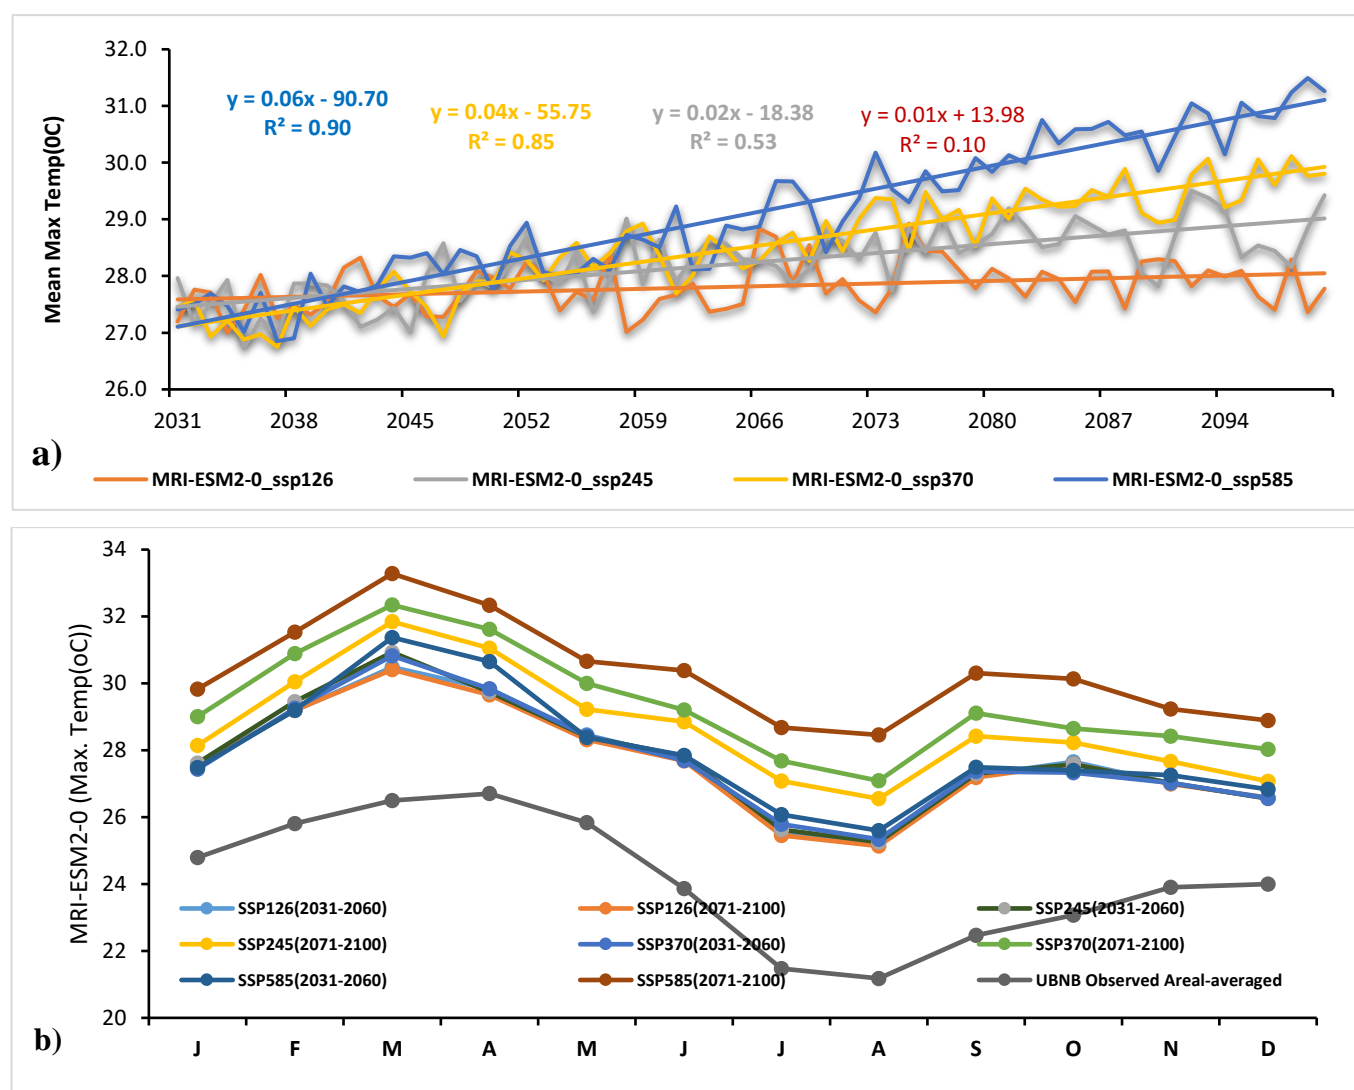 32.0
31.0
30.0
29.0
28.0
27.0
26.0
Mean Max Temp(0C)
y = 0.06x - 90.70
R² = 0.90
y = 0.04x - 55.75
R² = 0.85
y = 0.02x - 18.38
R² = 0.53
y = 0.01x + 13.98
R² = 0.10
2031 2038 2045 2052 2059 2066 2073 2080 2087 2094
a)
MRI-ESM2-0_ssp126 MRI-ESM2-0_ssp245 MRI-ESM2-0_ssp370 MRI-ESM2-0_ssp585
34
32
30
28
26
24
22
20
MRI-ESM2-0 (Max. Temp(oC))
SSP126(2031-2060) SSP126(2071-2100) SSP245(2031-2060)
SSP245(2071-2100) SSP370(2031-2060) SSP370(2071-2100)
SSP585(2031-2060) SSP585(2071-2100) UBNB Observed Areal-averaged
J F M A M J J A S O N D
b)